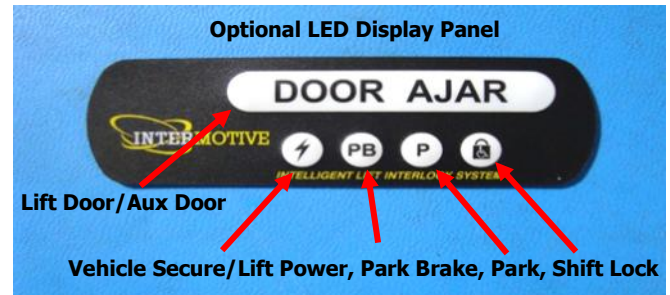 Optional LED Display Panel
DOOR AJAR
INTERMOTIVE
PB P
INTELLIGENT LIFT INTERLOCK SYSTEM
Lift Door/Aux Door
Vehicle Secure/Lift Power, Park Brake, Park, Shift Lock